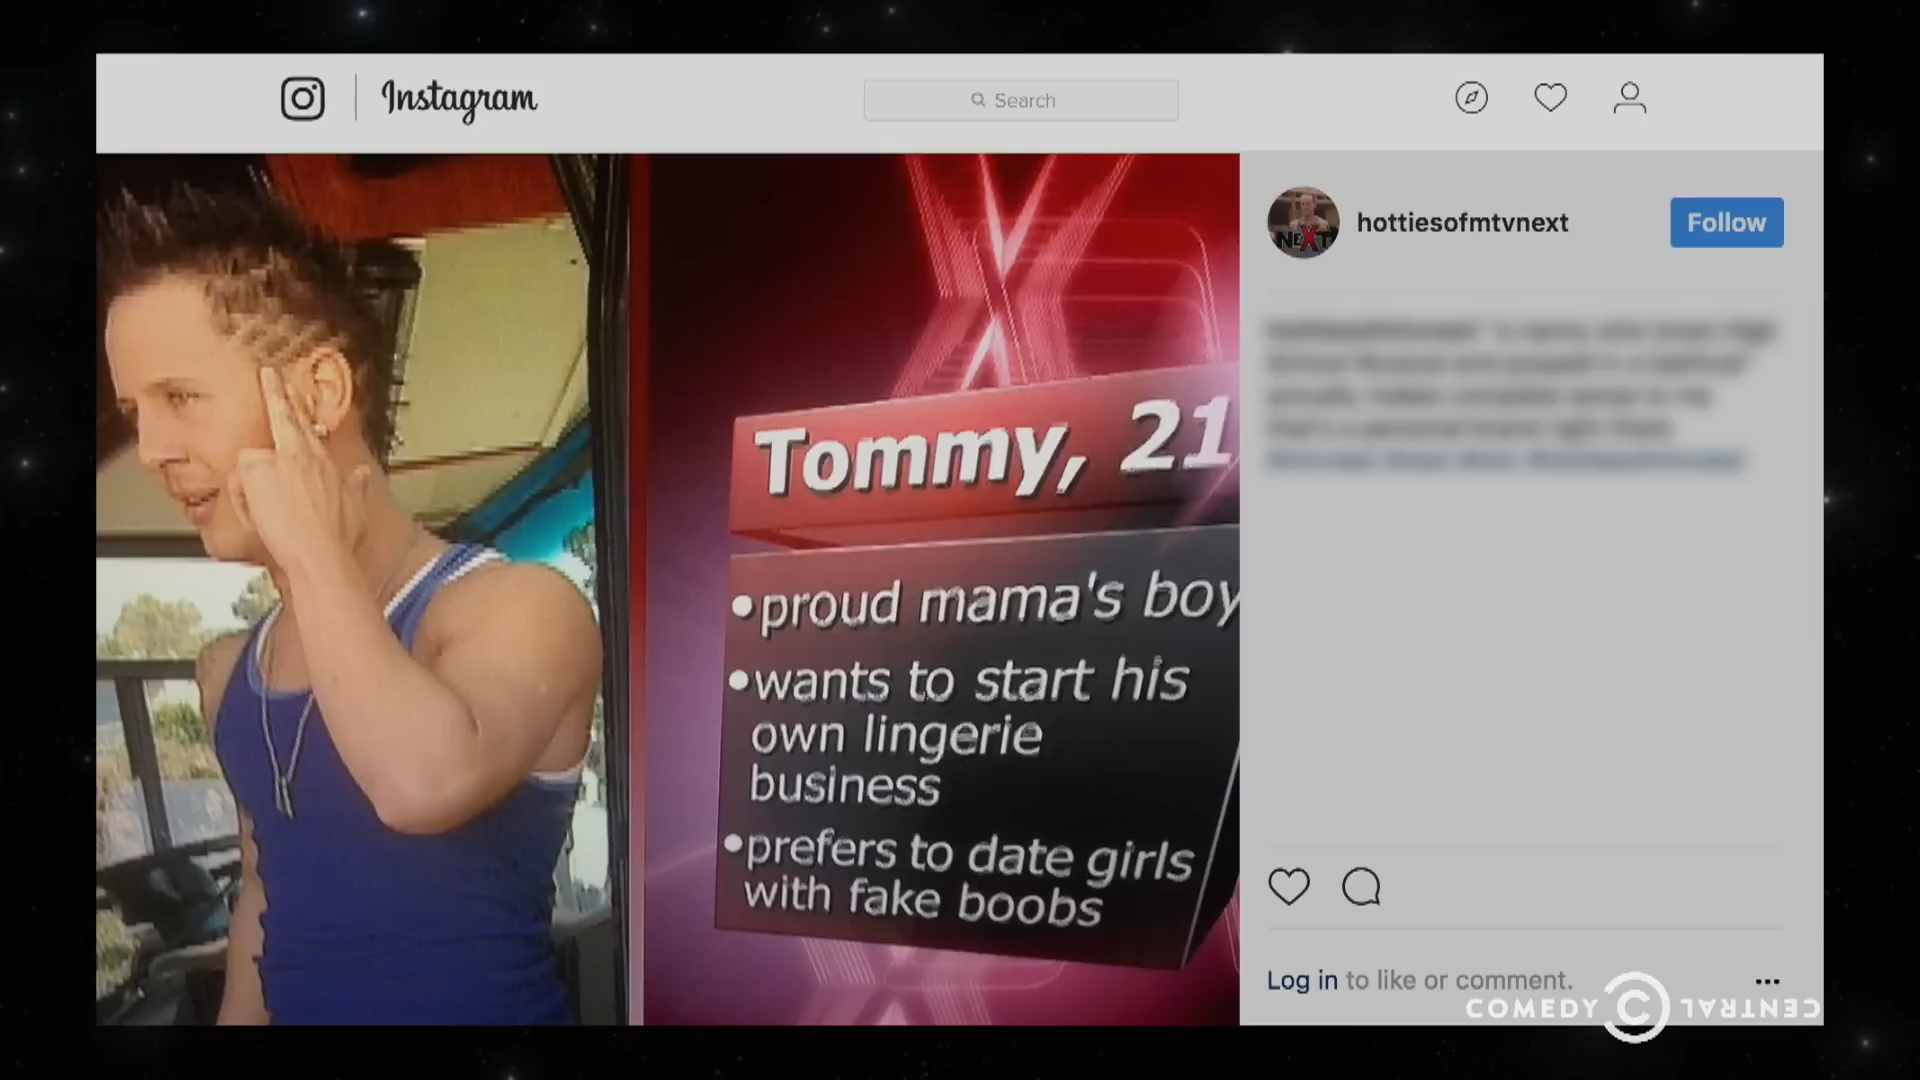 Instagram
Search
hottiesofmtvnext
Follow
NEXT
Tommy, 21
•proud mama's boy
•wants to start his
own lingerie
business
•prefers to date girls
with fake boobs
Log in to like or comment.
COMEDY C CENTRAL